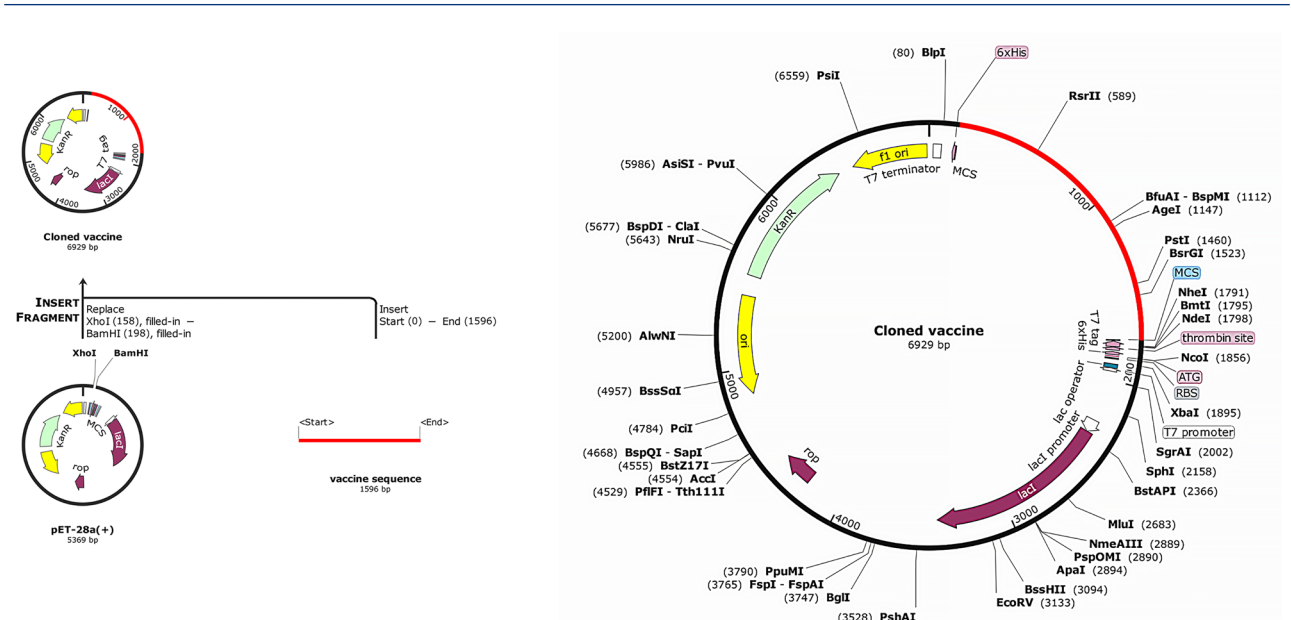 1000
2000
3000
4000
5000
6000
KanR
T7 tag
rop
lacI
Cloned vaccine
6929 bp
INSERT
FRAGMENT
Replace
XhoI (158), filled-in –
BamHI (198), filled-in
Insert
Start (0) – End (1596)
XhoI
BamHI
KanR
MCS
lacI
rop
pET-28a(+)
5369 bp
<Start>
<End>
vaccine sequence
1596 bp
(80) BlpI
6xHis
(6559) PsiI
RsrII (589)
(5986) AsiSI - PvuI
f1 ori
T7 terminator
MCS
KanR
6000
1000
BfuAI - BspMI (1112)
AgeI (1147)
(5677) BspDI - ClaI
(5643) NruI
PstI (1460)
BsrGI (1523)
MCS
NheI (1791)
BmtI (1795)
NdeI (1798)
thrombin site
NcoI (1856)
ATG
RBS
XbaI (1895)
T7 promoter
SgrAI (2002)
SphI (2158)
BstAPI (2366)
T7 tag
6xHis
lac operator
lacI promoter
2000
Cloned vaccine
6929 bp
(5200) AlwNI
ori
5000
(4957) BssSαI
(4784) PciI
(4668) BspQI - SapI
(4555) BstZ17I
(4554) AccI
(4529) PflFI - Tth111I
rop
lacI
4000
3000
MluI (2683)
NmeAIII (2889)
PspOMI (2890)
ApaI (2894)
BssHII (3094)
EcoRV (3133)
(3790) PpuMI
(3765) FspI - FspAI
(3747) BglI
(3528) PshAI